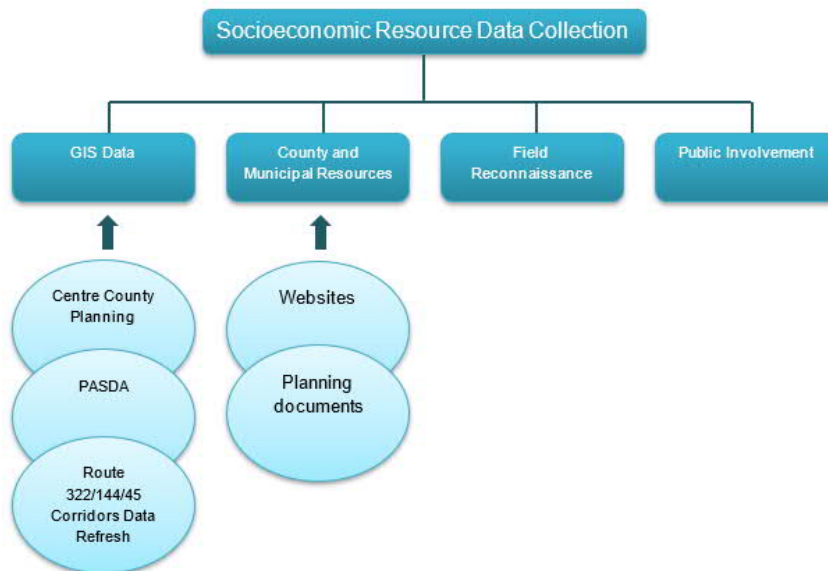 Socioeconomic Resource Data Collection
GIS Data
County and
Municipal Resources
Field
Reconnaissance
Public Involvement
Centre County
Planning
PASDA
Route
322/144/45
Corridors Data
Refresh
Websites
Planning
documents